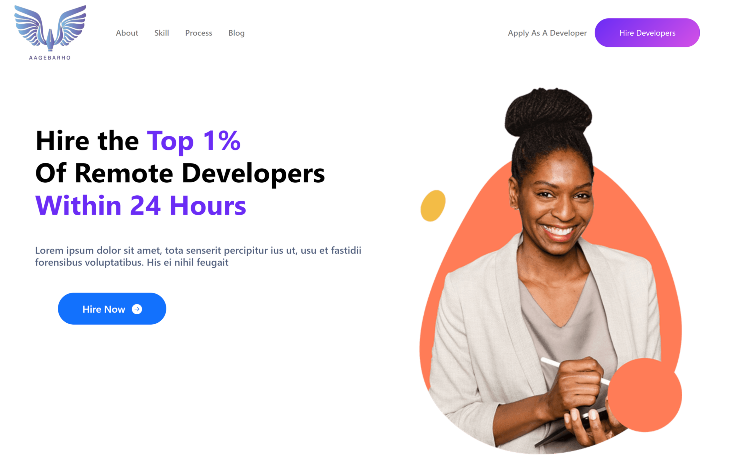 AAGEBARHO
About
Skill
Process
Blog
Apply As A Developer
Hire Developers
Hire the Top 1%
Of Remote Developers
Within 24 Hours
Lorem ipsum dolor sit amet, tota senserit percipitur ius ut, usu et fastidii
forensibus voluptatibus. His ei nihil feugait
Hire Now